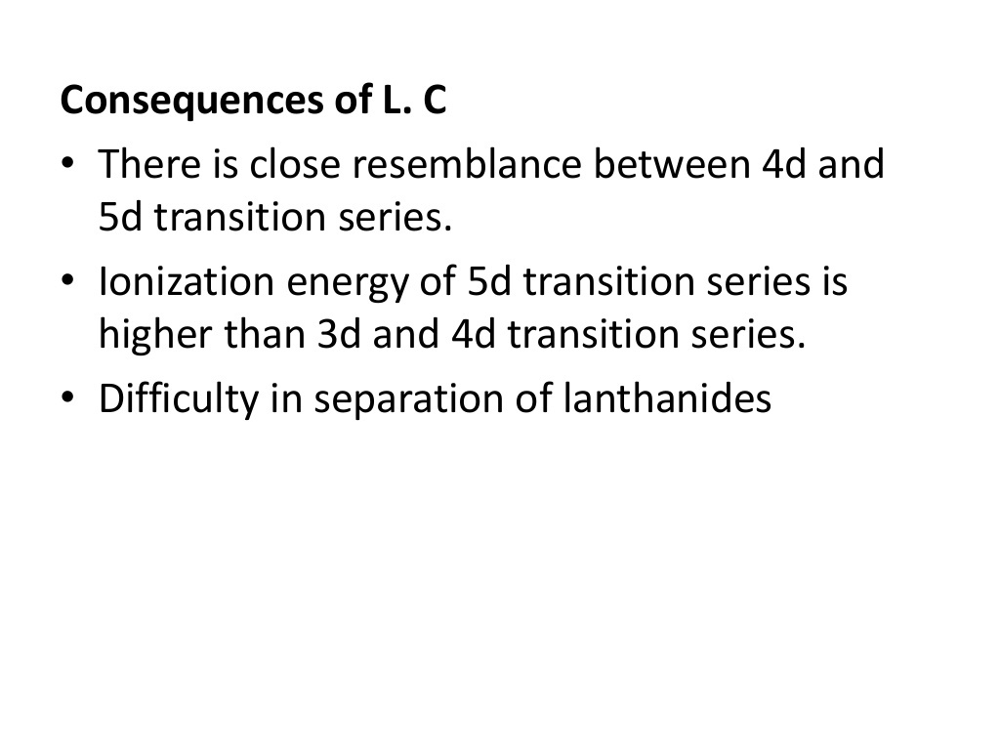 Consequences of L. C
• There is close resemblance between 4d and
5d transition series.
• Ionization energy of 5d transition series is
higher than 3d and 4d transition series.
• Difficulty in separation of lanthanides